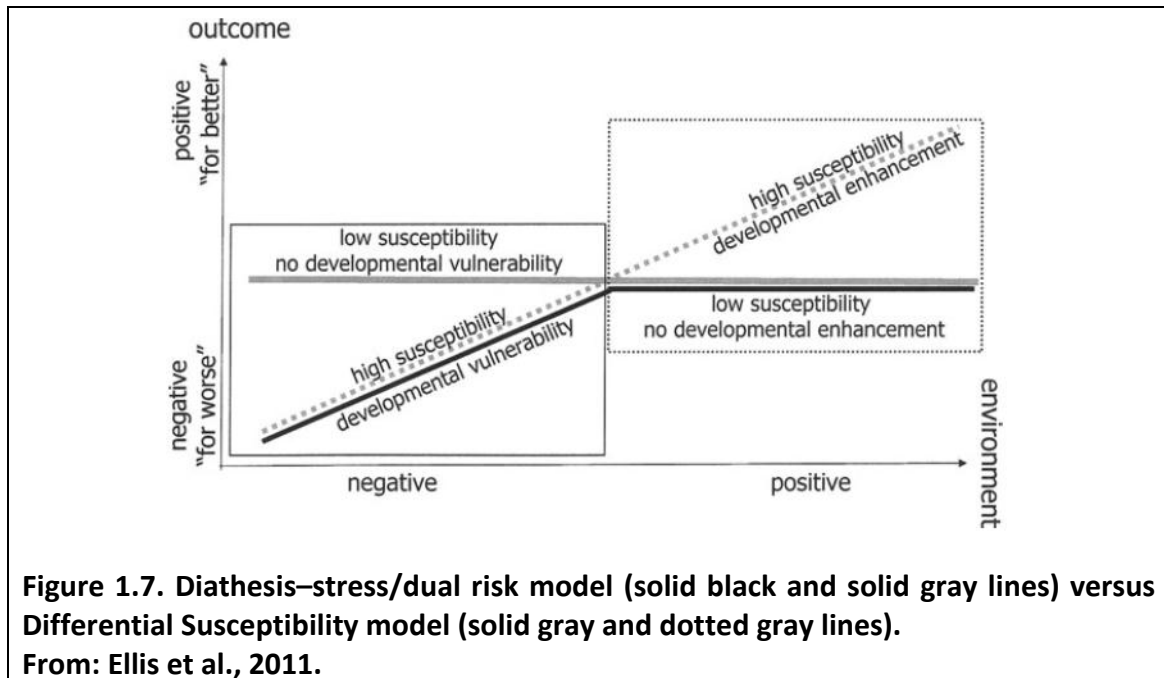 outcome
positive
“for better”
negative
“for worse”
low susceptibility
no developmental vulnerability
high susceptibility
developmental vulnerability
high susceptibility
developmental enhancement
low susceptibility
no developmental enhancement
negative
positive
environment
Figure 1.7. Diathesis–stress/dual risk model (solid black and solid gray lines) versus
Differential Susceptibility model (solid gray and dotted gray lines).
From: Ellis et al., 2011.